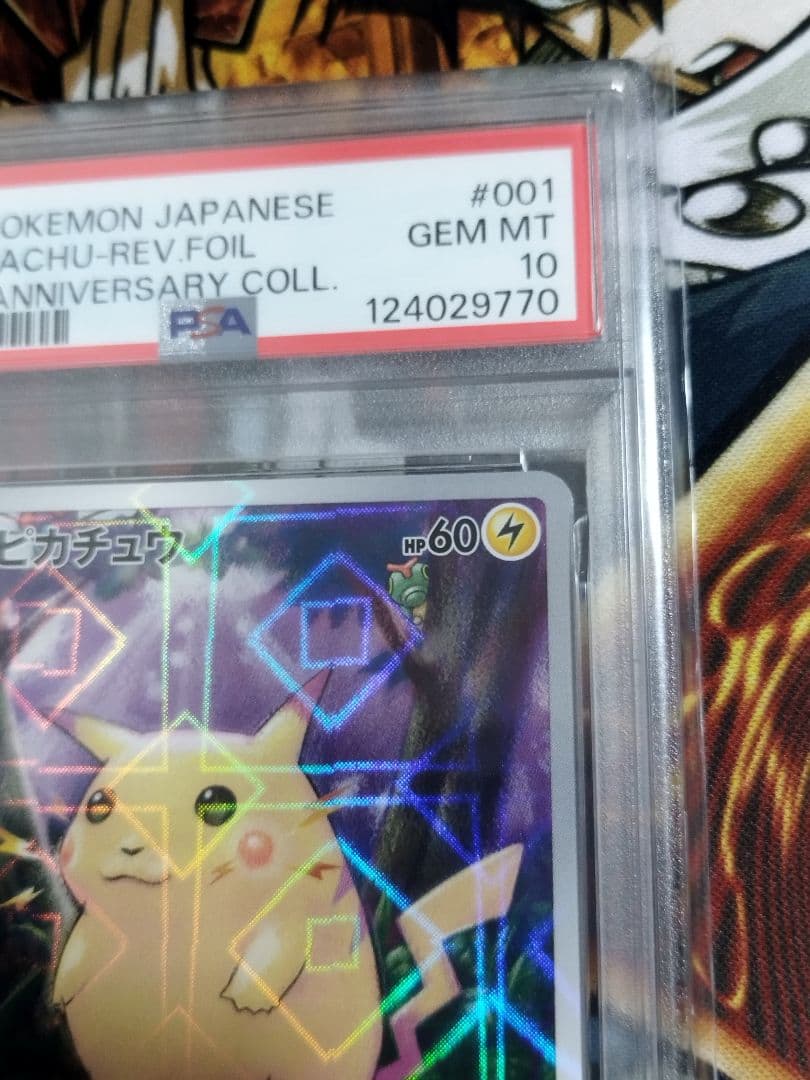 OKEMON JAPANESE #001
ACHU-REV.FOIL GEM MT
ANNIVERSARY COLL. 10
PSA 124029770
ピカチュウ HP60